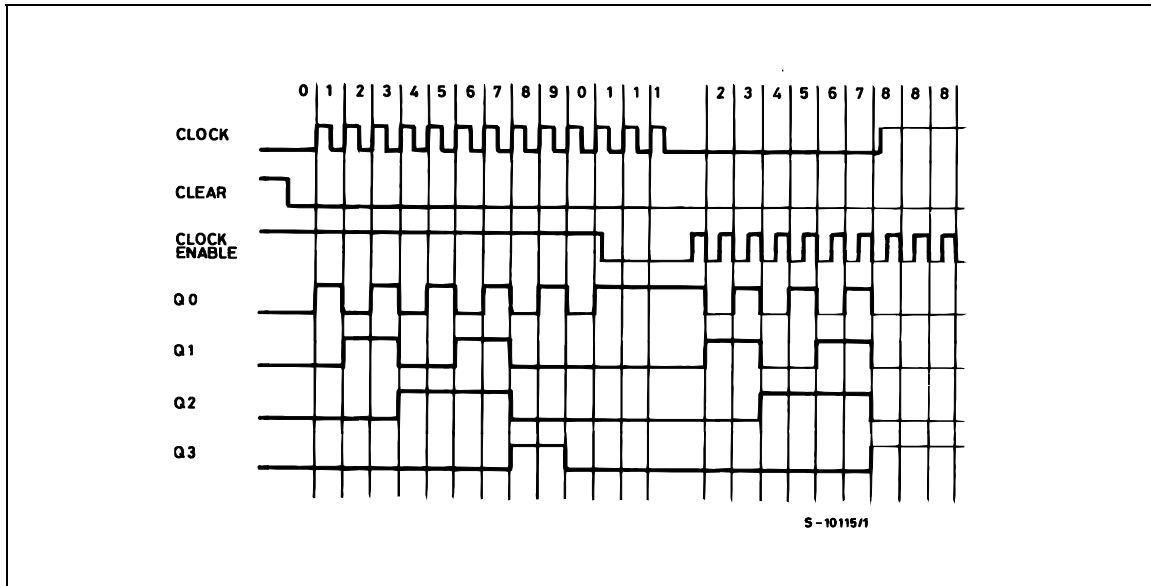 0 1 2 3 4 5 6 7 8 9 0 1 1 1 2 3 4 5 6 7 8 8 8
CLOCK
CLEAR
CLOCK
ENABLE
Q0
Q1
Q2
Q3
S-10115/1